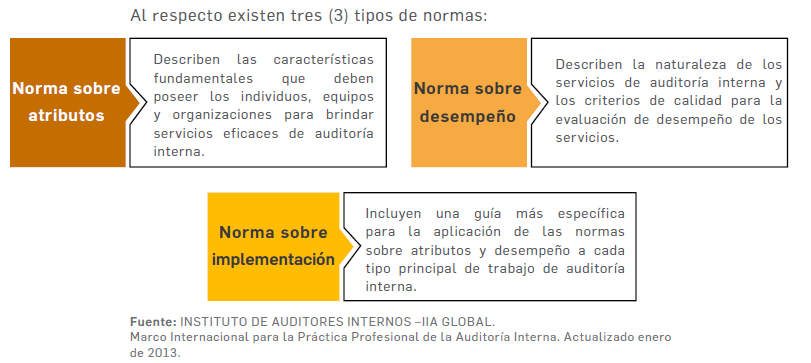 Al respecto existen tres (3) tipos de normas:
Norma sobre
atributos
Describen las características
fundamentales que deben
poseer los individuos, equipos
y organizaciones para brindar
servicios eficaces de auditoría
interna.
Norma sobre
desempeño
Describen la naturaleza de los
servicios de auditoría interna y
los criterios de calidad para la
evaluación de desempeño de los
servicios.
Norma sobre
implementación
Incluyen una guía más específica
para la aplicación de las normas
sobre atributos y desempeño a cada
tipo principal de trabajo de auditoría
interna.
Fuente: INSTITUTO DE AUDITORES INTERNOS –IIA GLOBAL.
Marco Internacional para la Práctica Profesional de la Auditoría Interna. Actualizado enero
de 2013.